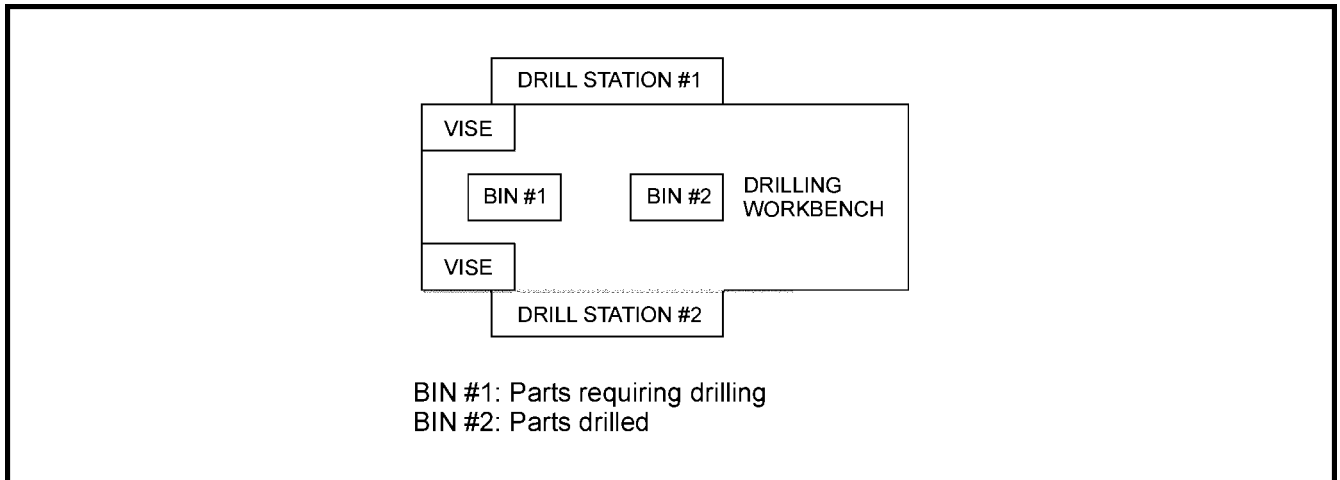 DRILL STATION #1
VISE
BIN #1
BIN #2
DRILLING
WORKBENCH
VISE
DRILL STATION #2
BIN #1: Parts requiring drilling
BIN #2: Parts drilled